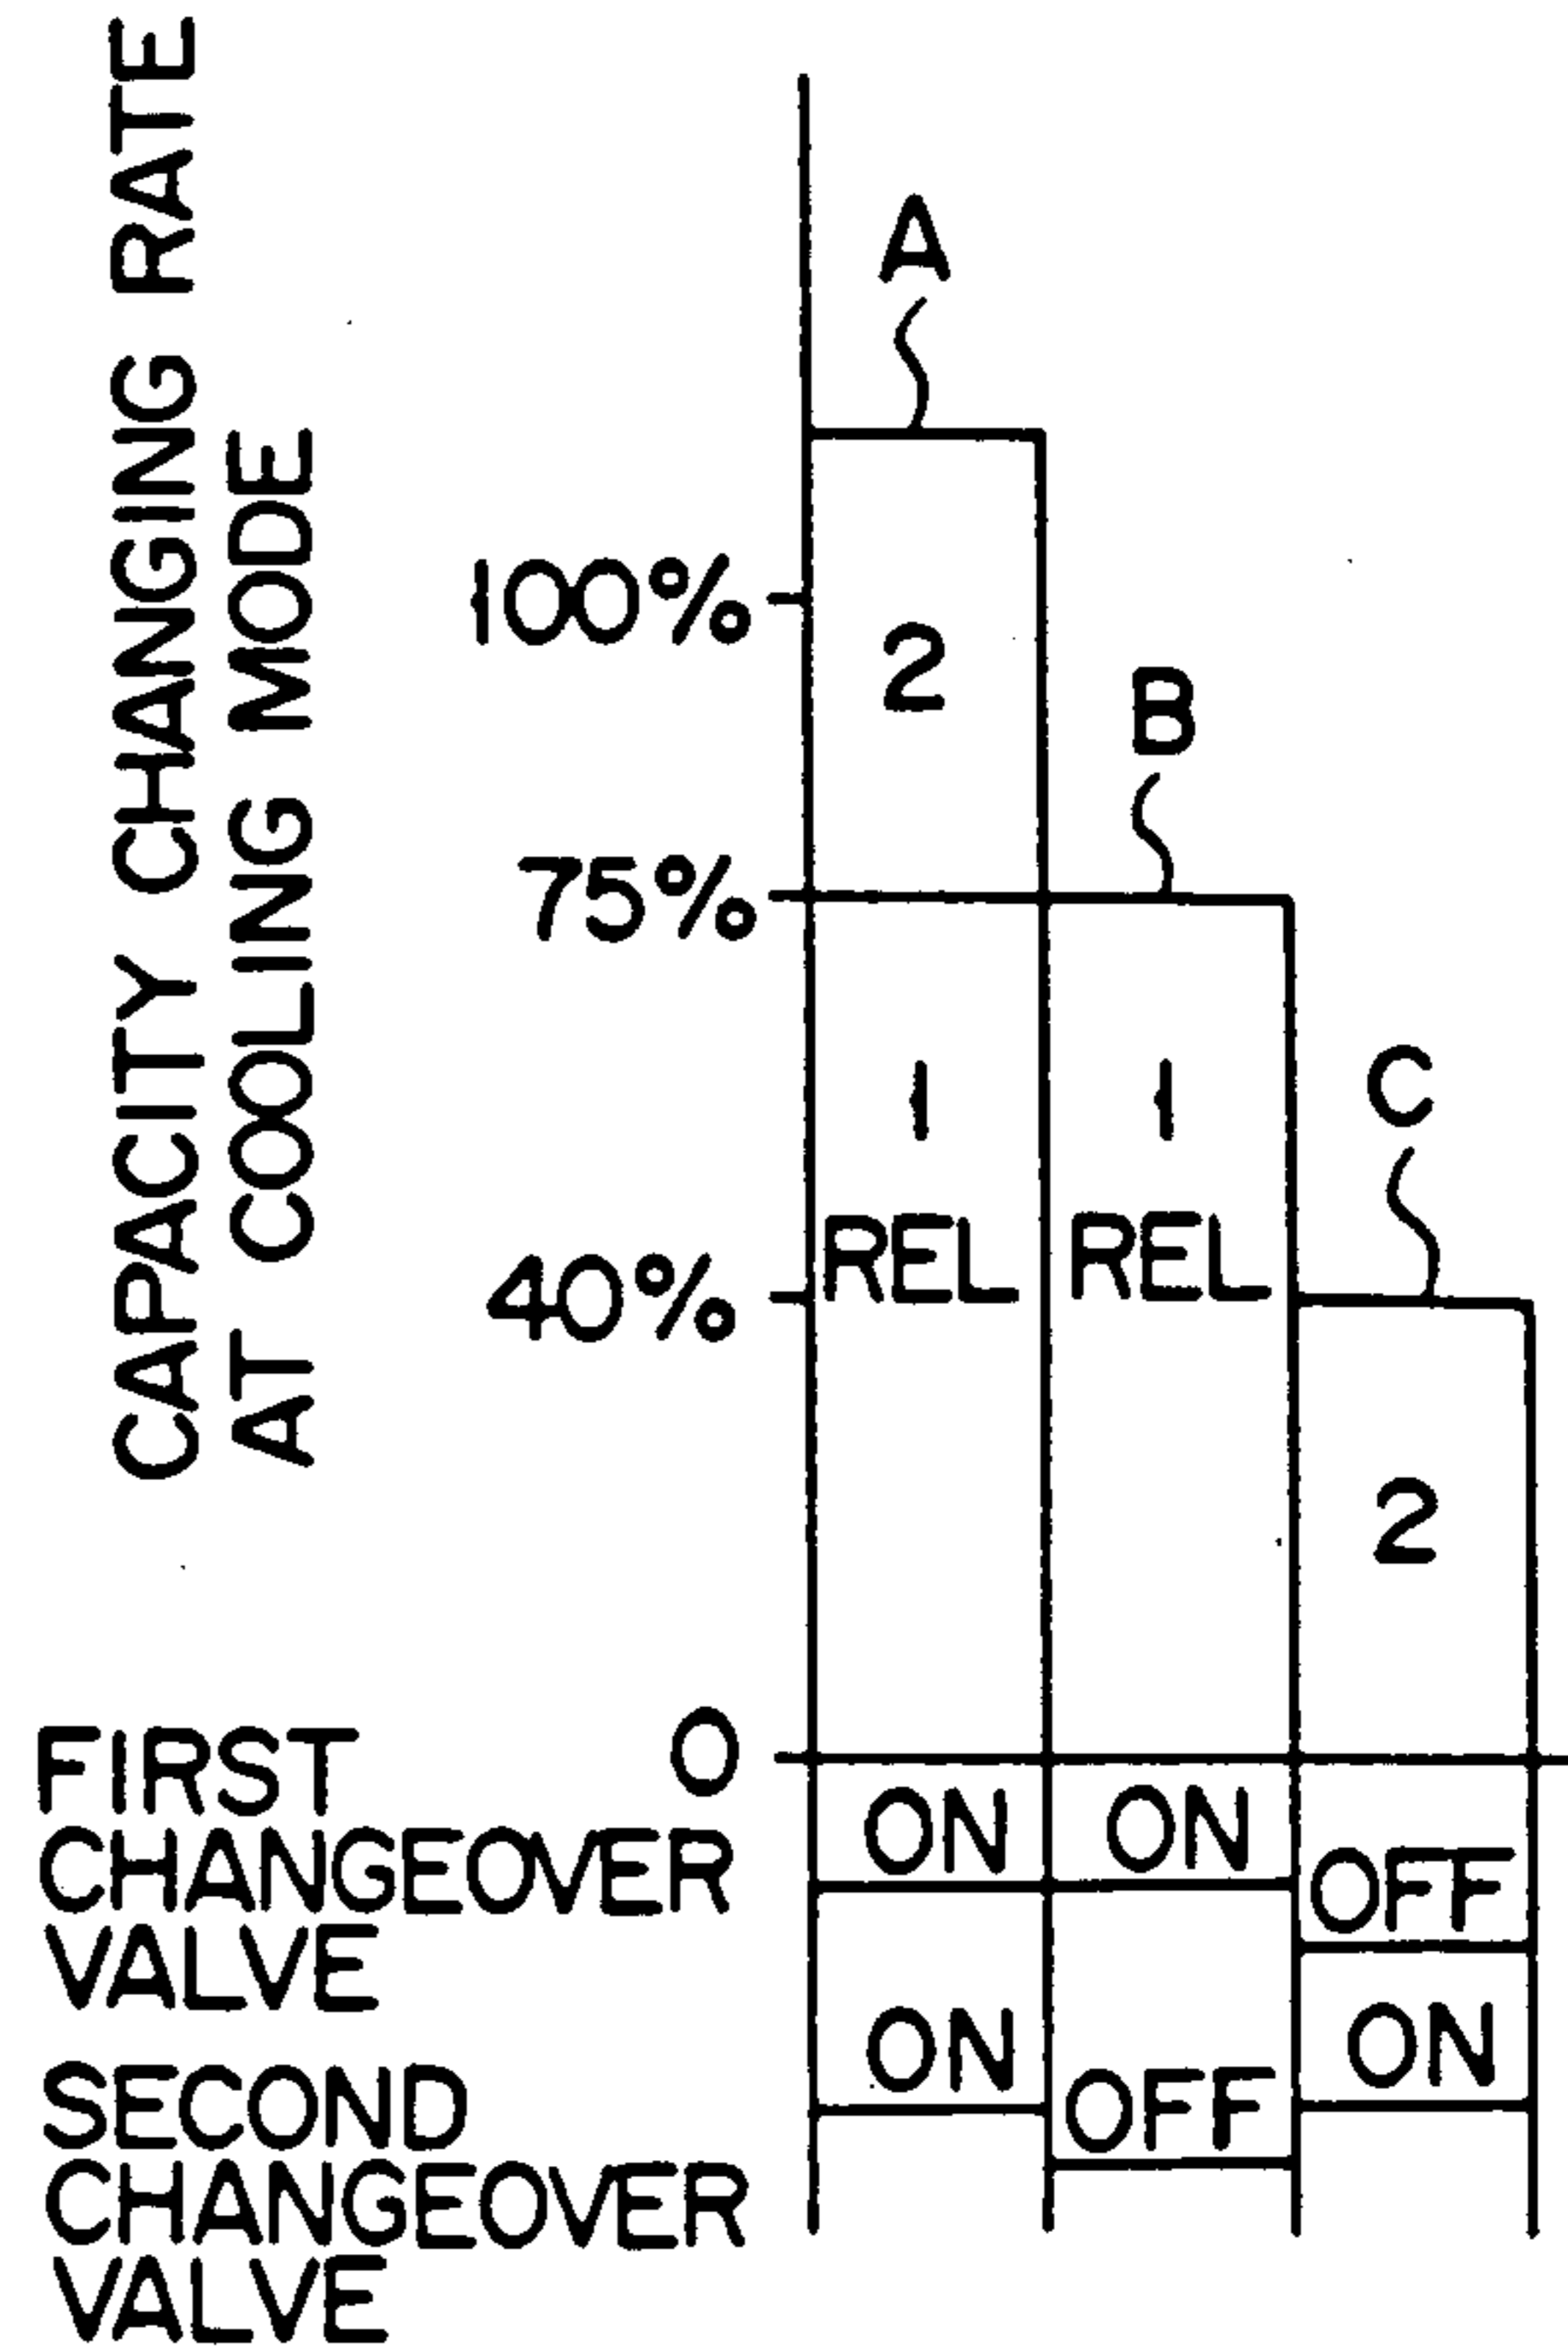 CAPACITY CHANGING RATE
AT COOLING MODE
A
100%
2
B
75%
1
1
C
40%
REL
REL
2
0
FIRST
CHANGEOVER
VALVE
ON
ON
OFF
SECOND
CHANGEOVER
VALVE
ON
OFF
ON